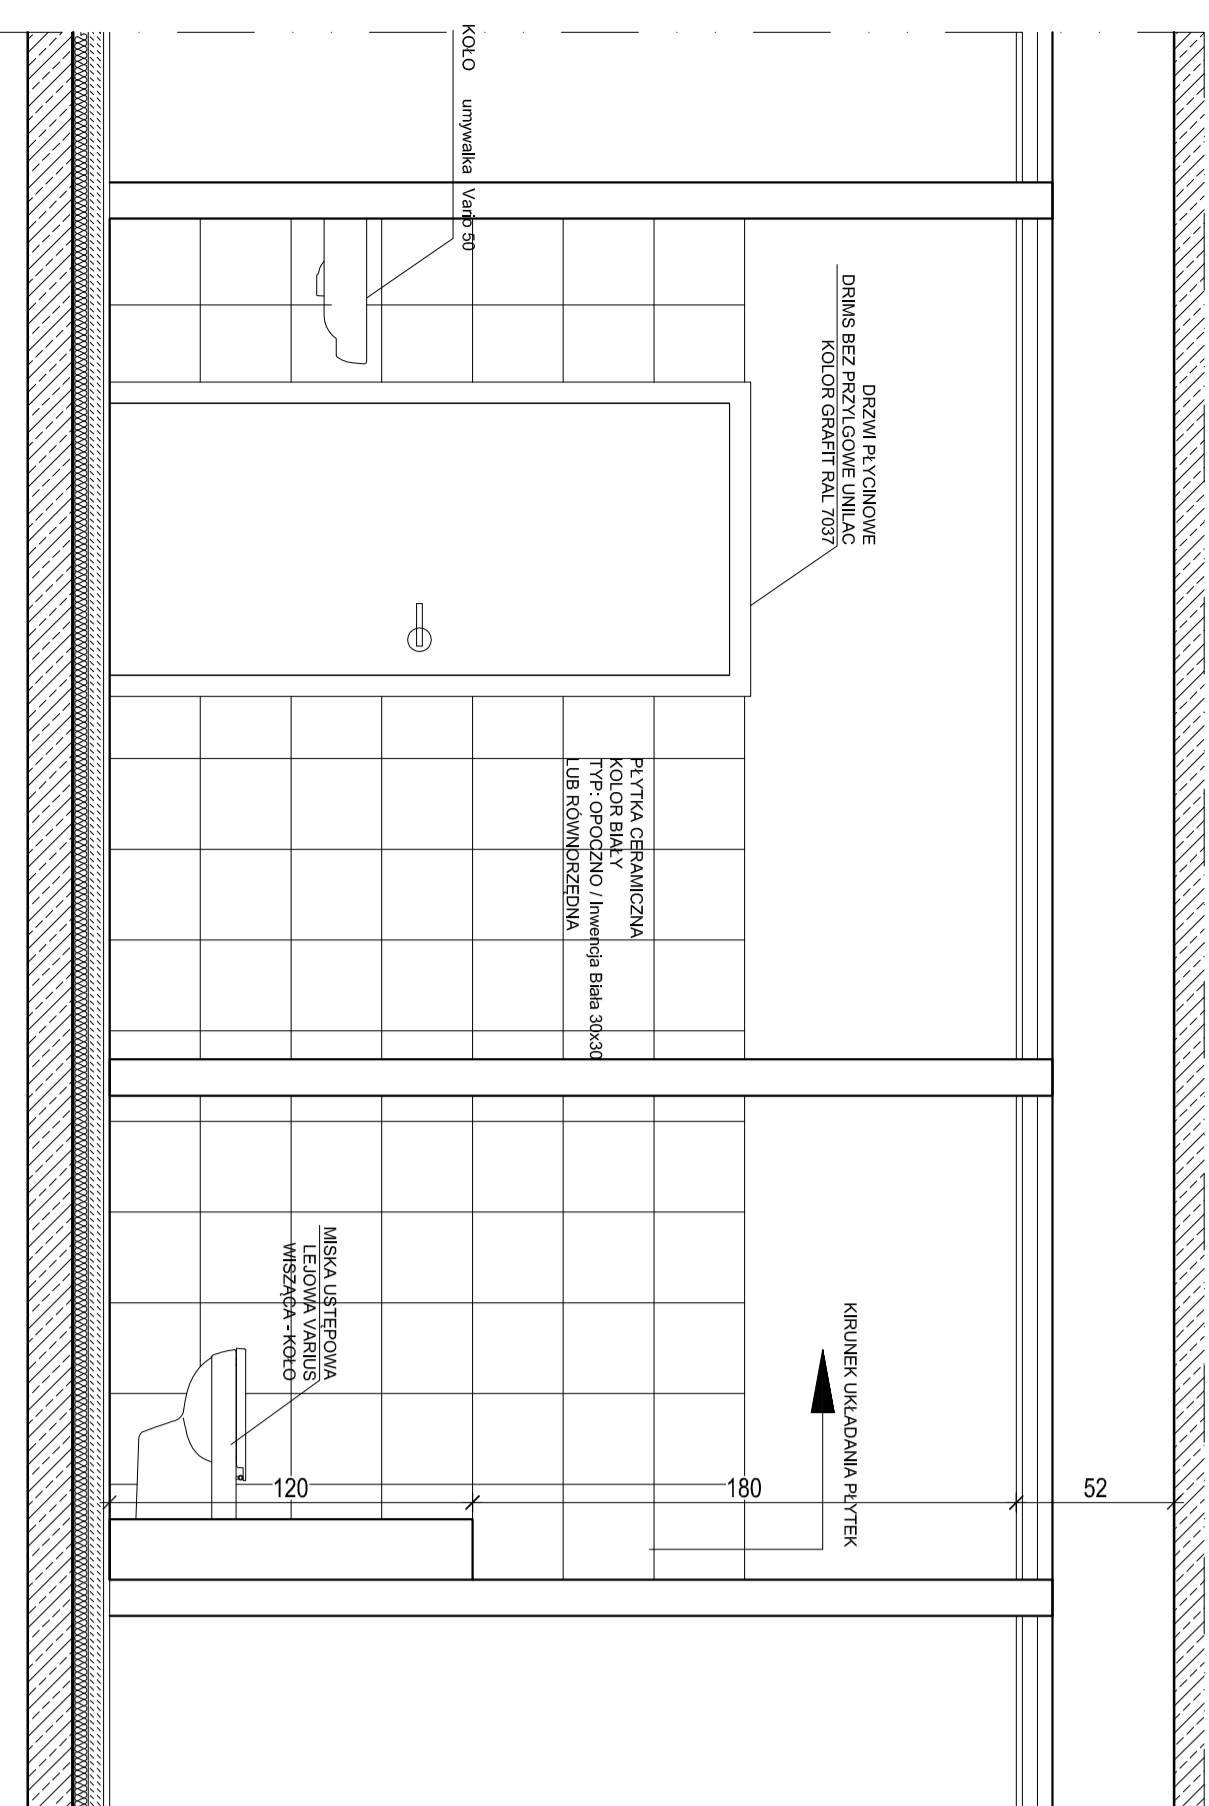 KOŁO umywalka Vario 50
DRZWI PŁYCINOWE
DRIMS BEZ PRZYLGOWE UNILAC
KOLOR GRAFIT RAL 7037
PŁYTKA CERAMICZNA
KOLOR BIAŁY
TYP: OPOCZNO / Inwencja Biała 30x30
LUB RÓWNORZĘDNA
MISKA USTĘPOWA
LEJOWA VARIUS
WISZĄCA - KOŁO
KIRUNEK UKŁADANIA PŁYTEK
120
180
52